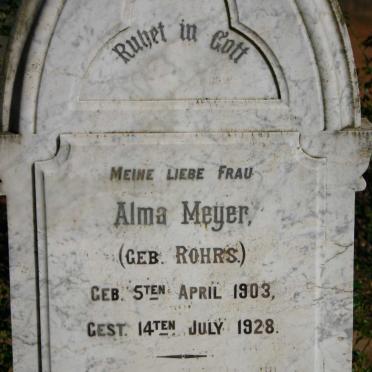 Ruhet in Gott
MEINE LIEBE FRAU
Alma Meyer,
(GEB. ROHRS.)
GEB. 5TEN APRIL 1903,
GEST. 14TEN JULY 1928.